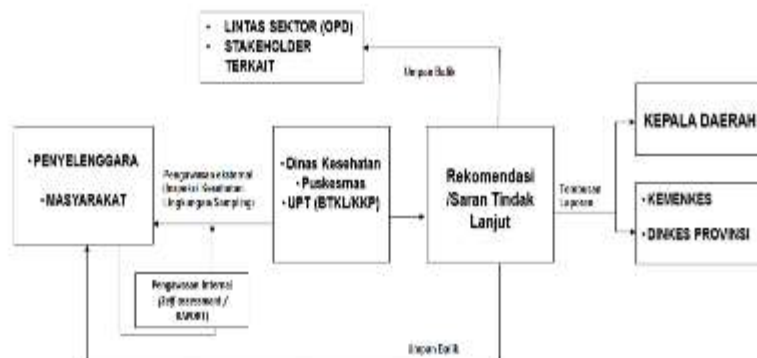 • LINTAS SEKTOR (OPD)
• STAKEHOLDER
TERKAIT
Umpan Balik
KEPALA DAERAH
• PENYELENGGARA
• MASYARAKAT
Pengawasan eksternal
(Inspeksi Kesehatan
Lingkungan Sampling)
• Dinas Kesehatan
• Puskesmas
• UPT (BTKL/KKP)
Rekomendasi
/Saran Tindak
Lanjut
Tembusan
Laporan
• KEMENKES
• DINKES PROVINSI
Pengawasan Internal
(Self assessment /
Umpan Balik